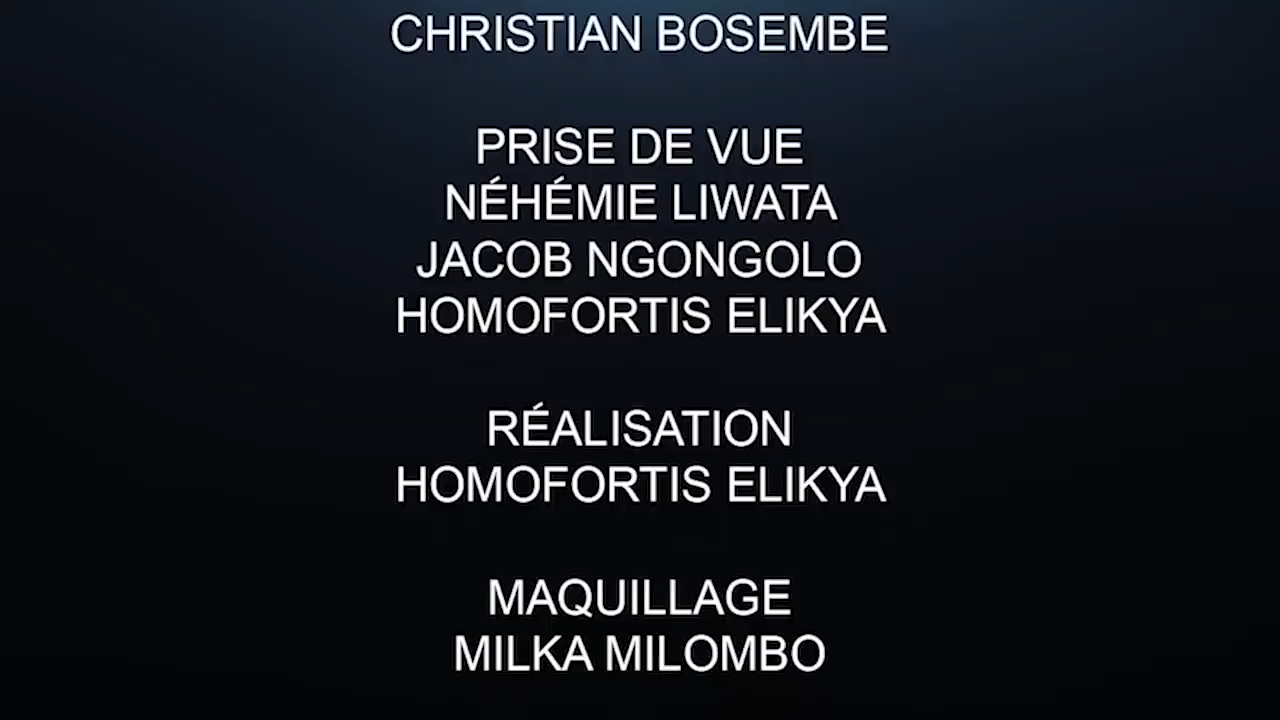 CHRISTIAN BOSEMBE
PRISE DE VUE
NÉHÉMIE LIWATA
JACOB NGONGOLO
HOMOFORTIS ELIKYA
RÉALISATION
HOMOFORTIS ELIKYA
MAQUILLAGE
MILKA MILOMBO